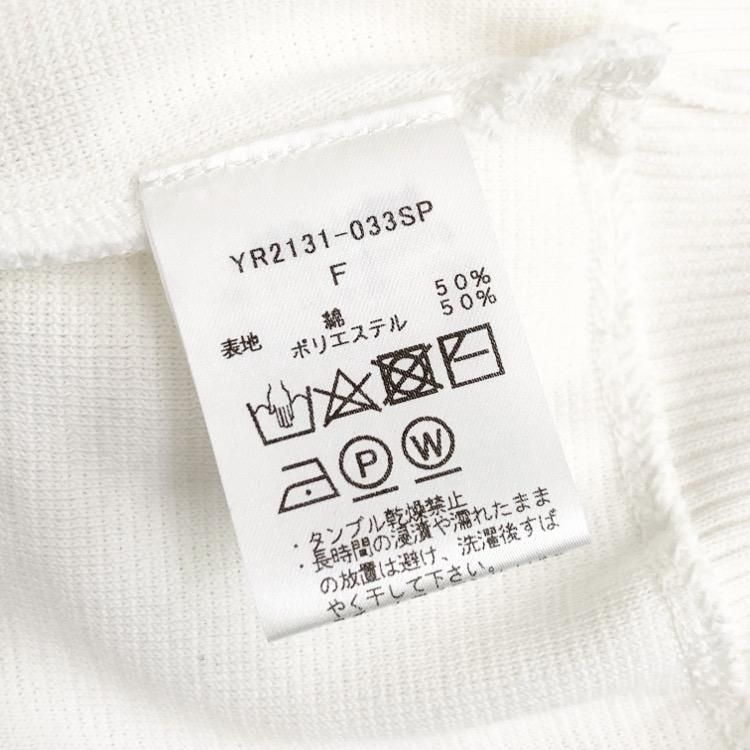 YR2131-033SP
F
表地 綿 50%
ポリエステル 50%
P W
・タンブル乾燥禁止
・長時間の浸漬や濡れたまま
の放置は避け、洗濯後すば
やく干して下さい。